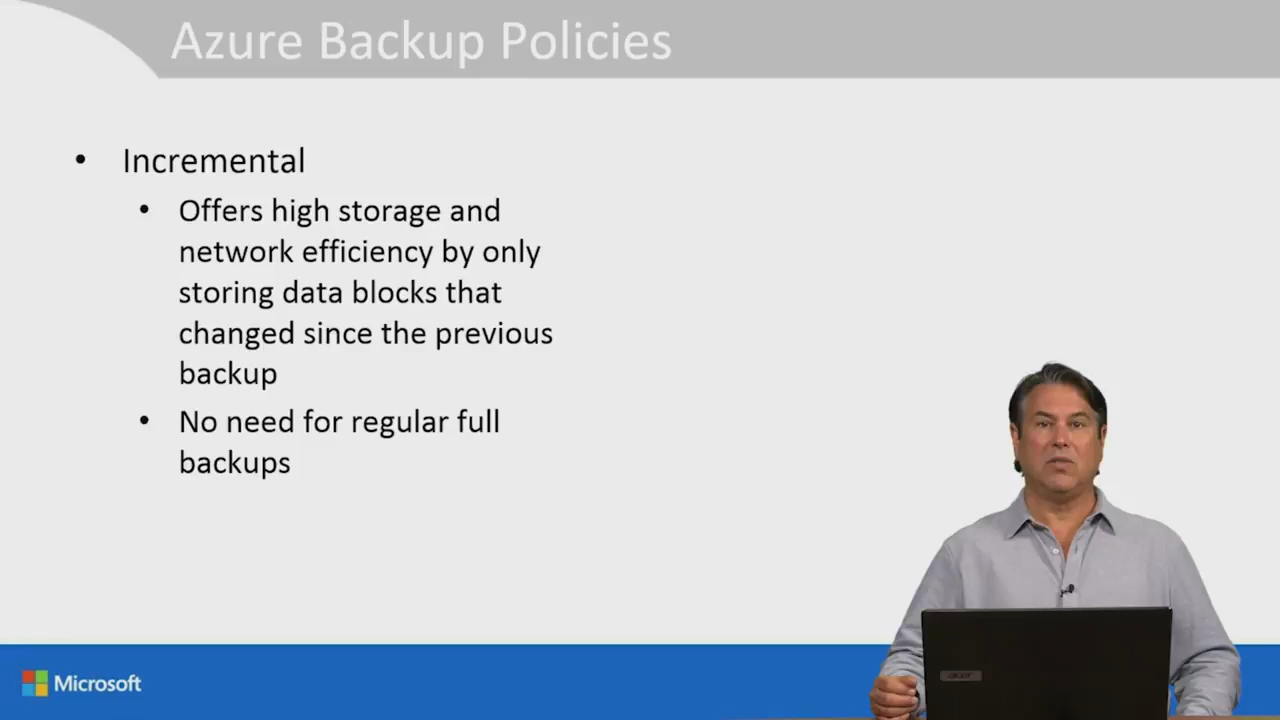 Azure Backup Policies
• Incremental
• Offers high storage and
network efficiency by only
storing data blocks that
changed since the previous
backup
• No need for regular full
backups
Microsoft
acer